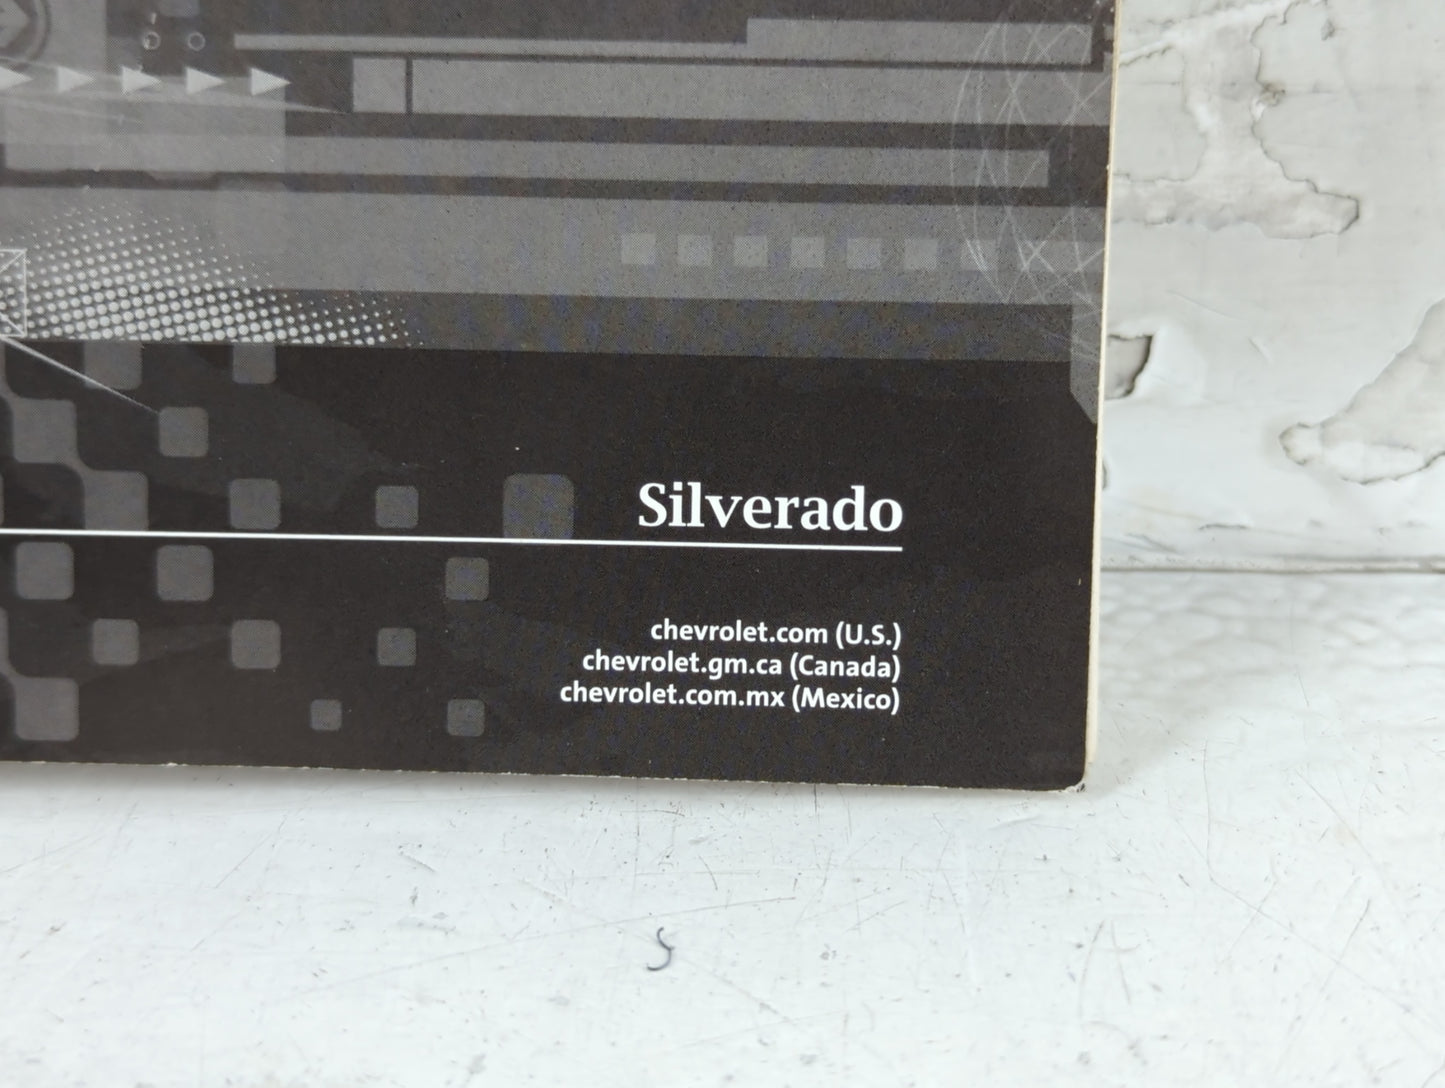 Silverado
chevrolet.com (U.S.)
chevrolet.gm.ca (Canada)
chevrolet.com.mx (Mexico)